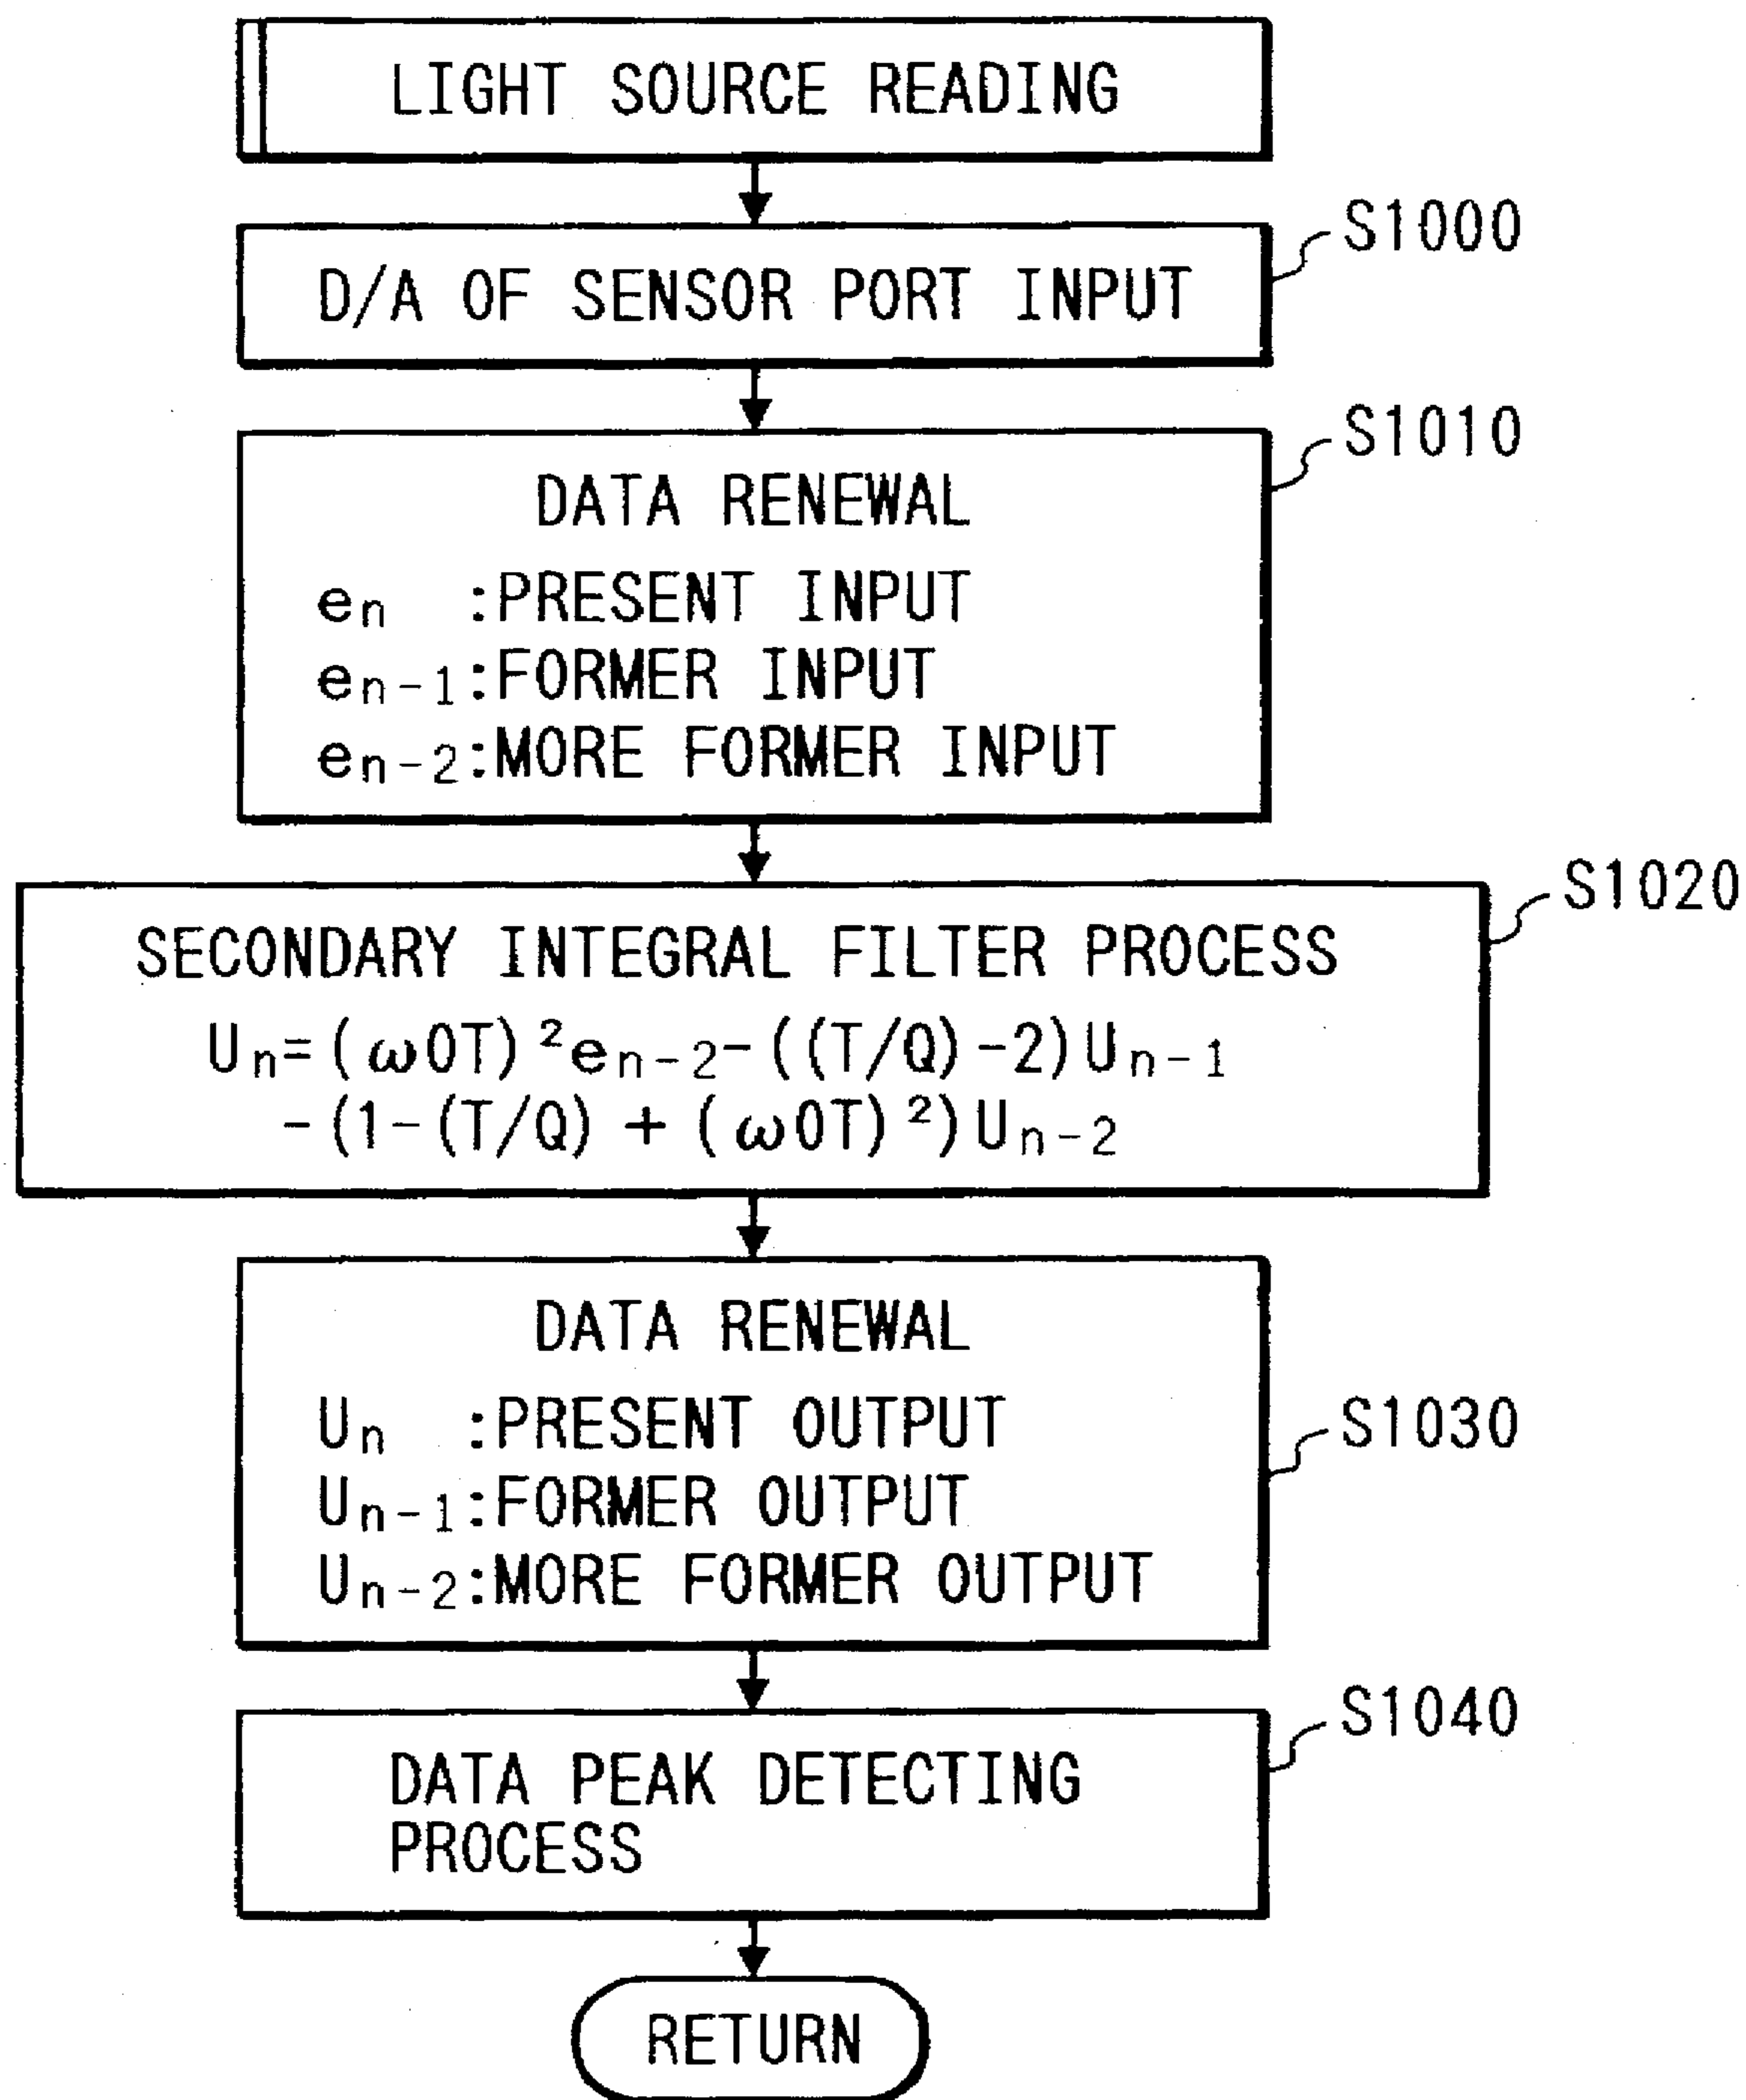 LIGHT SOURCE READING
S1000
D/A OF SENSOR PORT INPUT
S1010
DATA RENEWAL
en :PRESENT INPUT
en-1:FORMER INPUT
en-2:MORE FORMER INPUT
S1020
SECONDARY INTEGRAL FILTER PROCESS
Un=(ω0T)²en-2-((T/Q)-2)Un-1
-(1-(T/Q)+(ω0T)²)Un-2
DATA RENEWAL
Un :PRESENT OUTPUT
S1030
Un-1:FORMER OUTPUT
Un-2:MORE FORMER OUTPUT
S1040
DATA PEAK DETECTING
PROCESS
RETURN